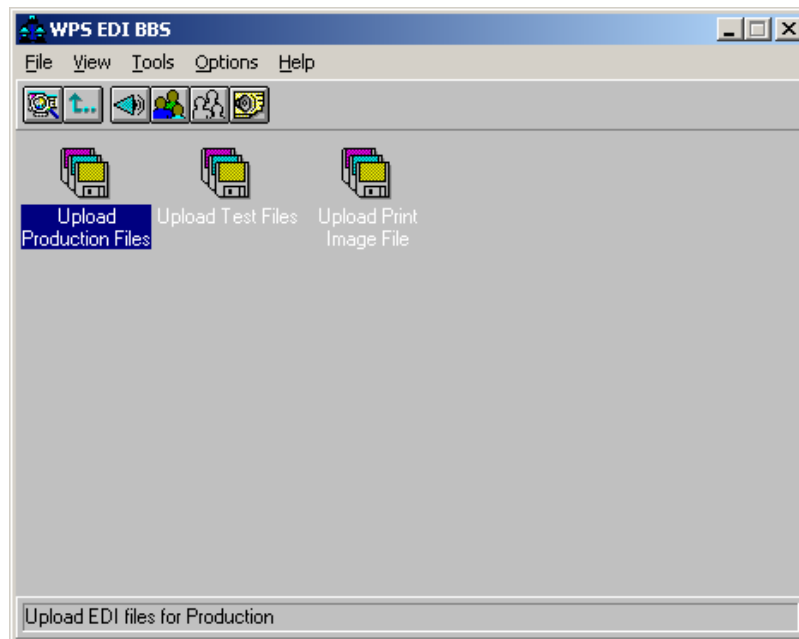 WPS EDI BBS
File View Tools Options Help
Upload
Production Files
Upload Test Files
Upload Print
Image File
Upload EDI files for Production